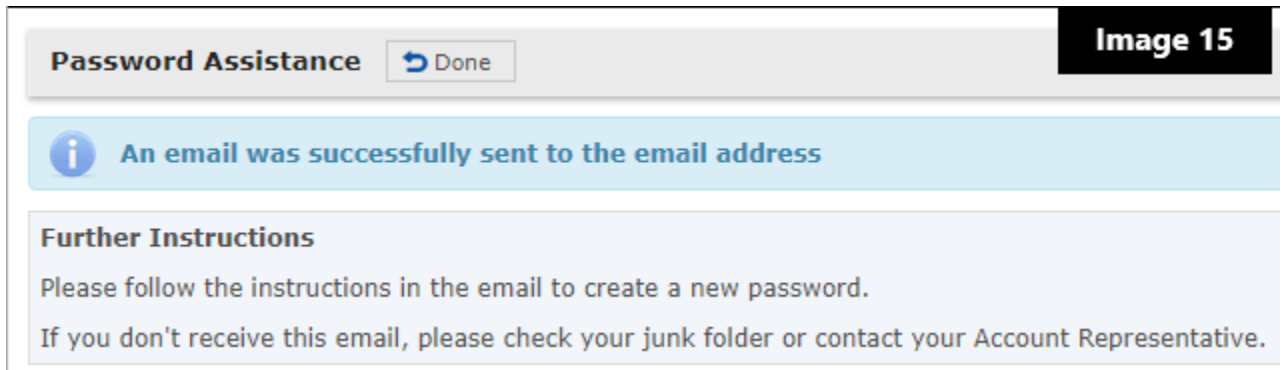 Password Assistance Done
Image 15
An email was successfully sent to the email address
Further Instructions
Please follow the instructions in the email to create a new password.
If you don't receive this email, please check your junk folder or contact your Account Representative.